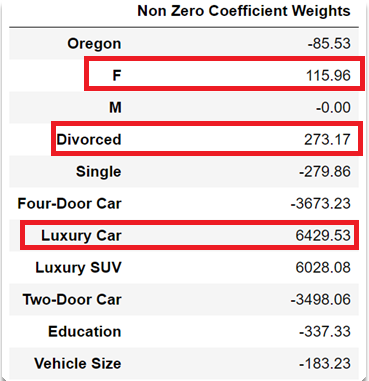 Non Zero Coefficient Weights
Oregon -85.53
F 115.96
M -0.00
Divorced 273.17
Single -279.86
Four-Door Car -3673.23
Luxury Car 6429.53
Luxury SUV 6028.08
Two-Door Car -3498.06
Education -337.33
Vehicle Size -183.23